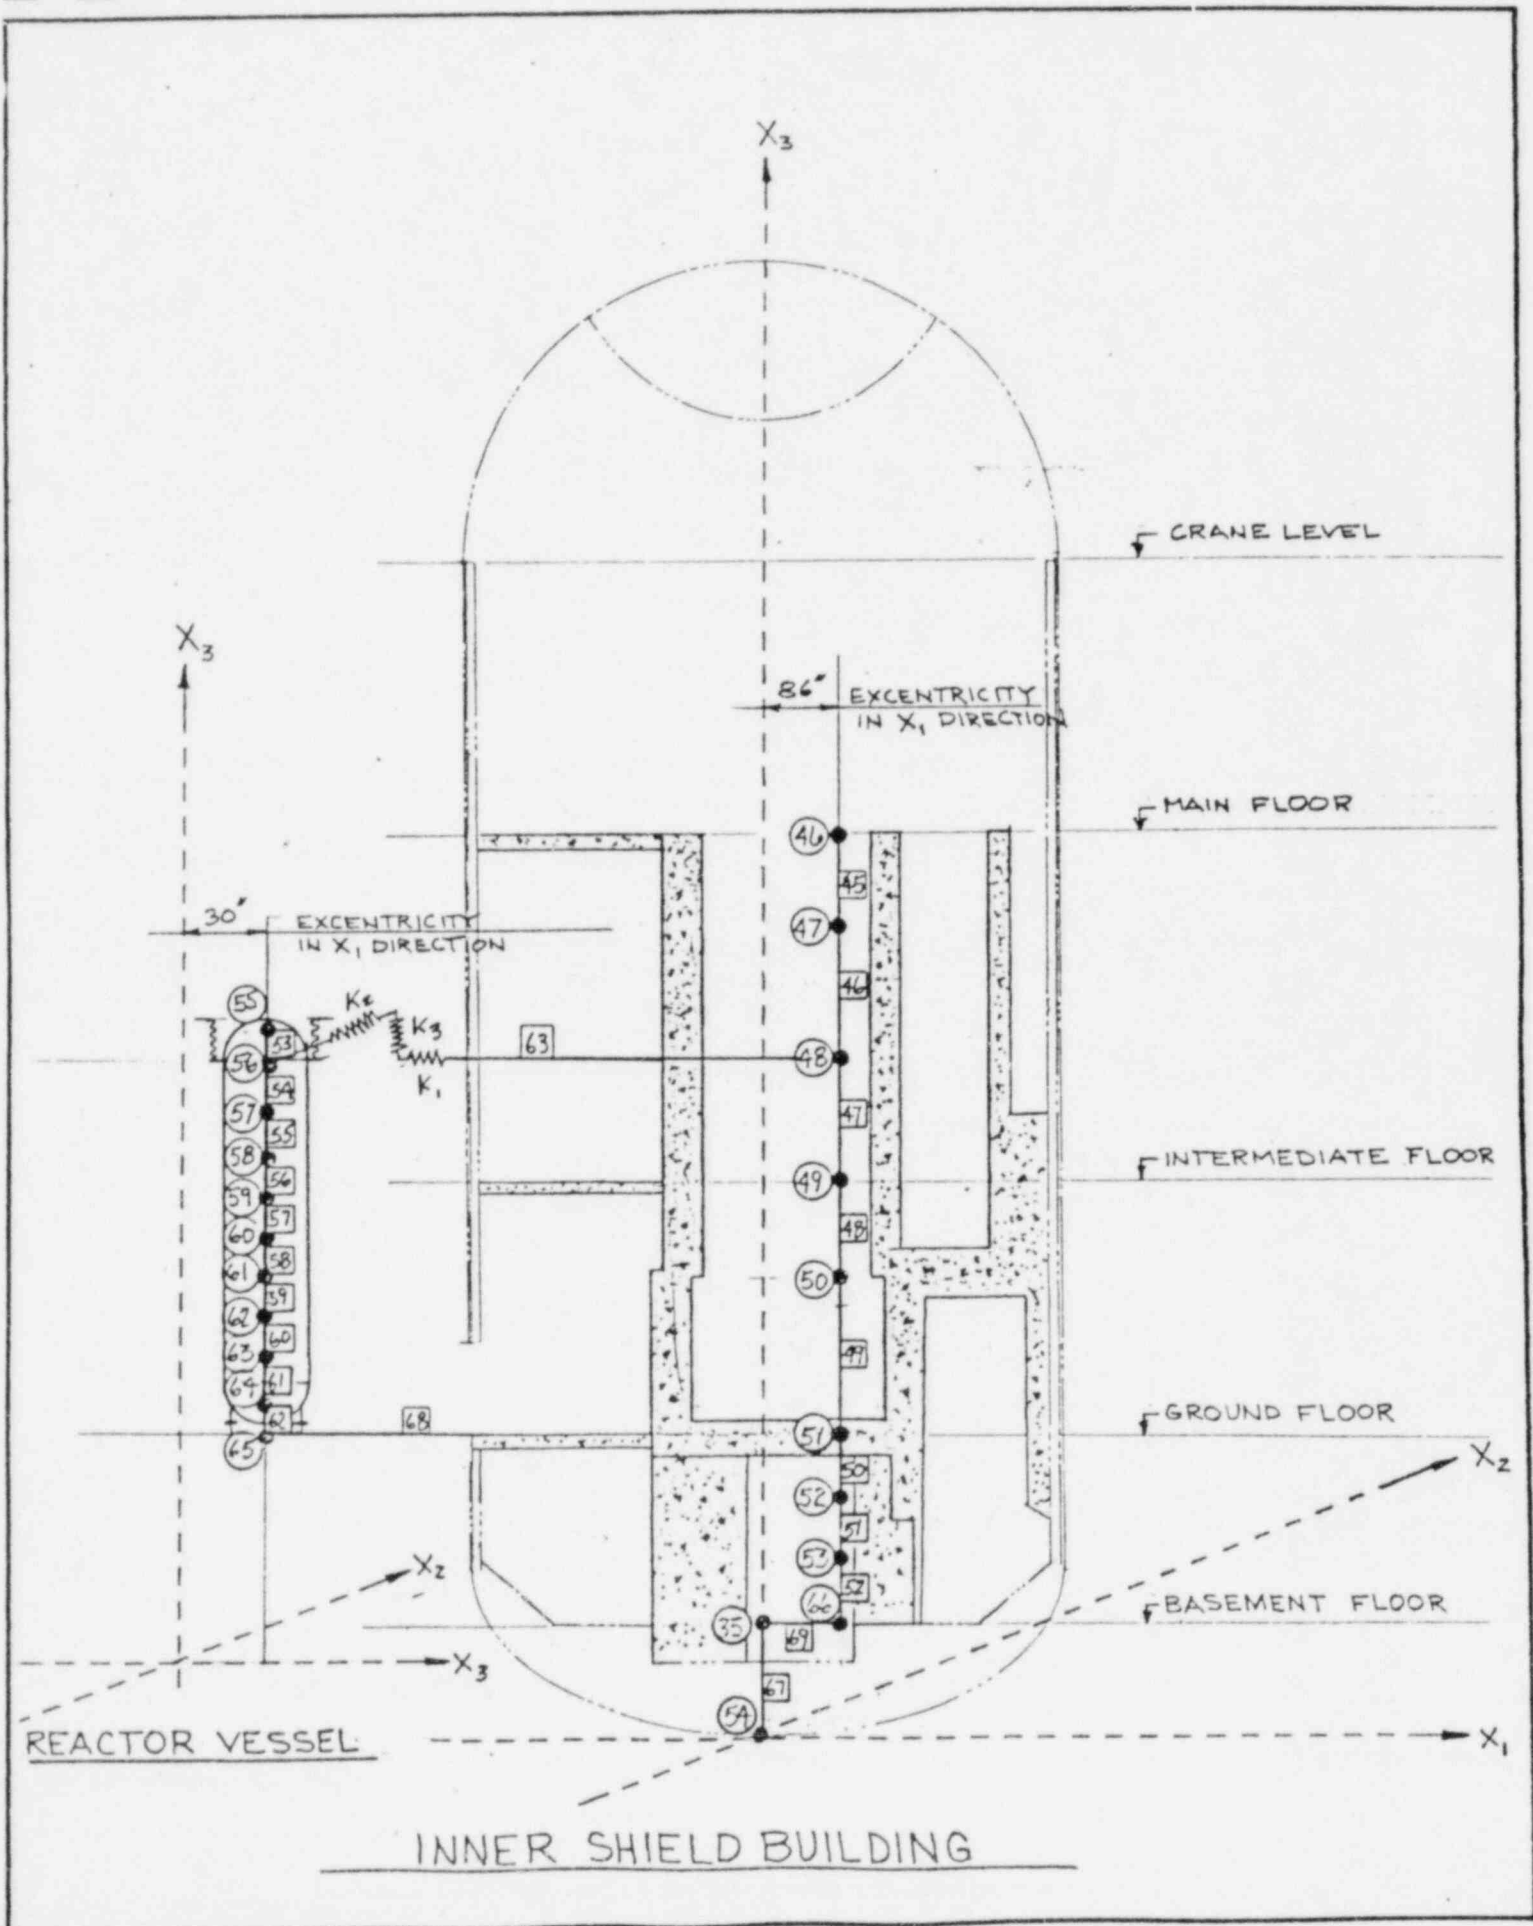 X3
CRANE LEVEL
X3
86"
EXCENTRICITY
IN X1 DIRECTION
MAIN FLOOR
46
45
30"
EXCENTRICITY
IN X1 DIRECTION
47
46
55
K2
K3
53
63
48
56
K1
54
57
47
55
58
INTERMEDIATE FLOOR
49
56
59
57
48
60
58
61
50
59
62
60
63
49
61
64
62
68
GROUND FLOOR
51
65
X2
50
52
51
53
X2
52
66
BASEMENT FLOOR
35
69
X3
67
54
REACTOR VESSEL
X1
INNER SHIELD BUILDING